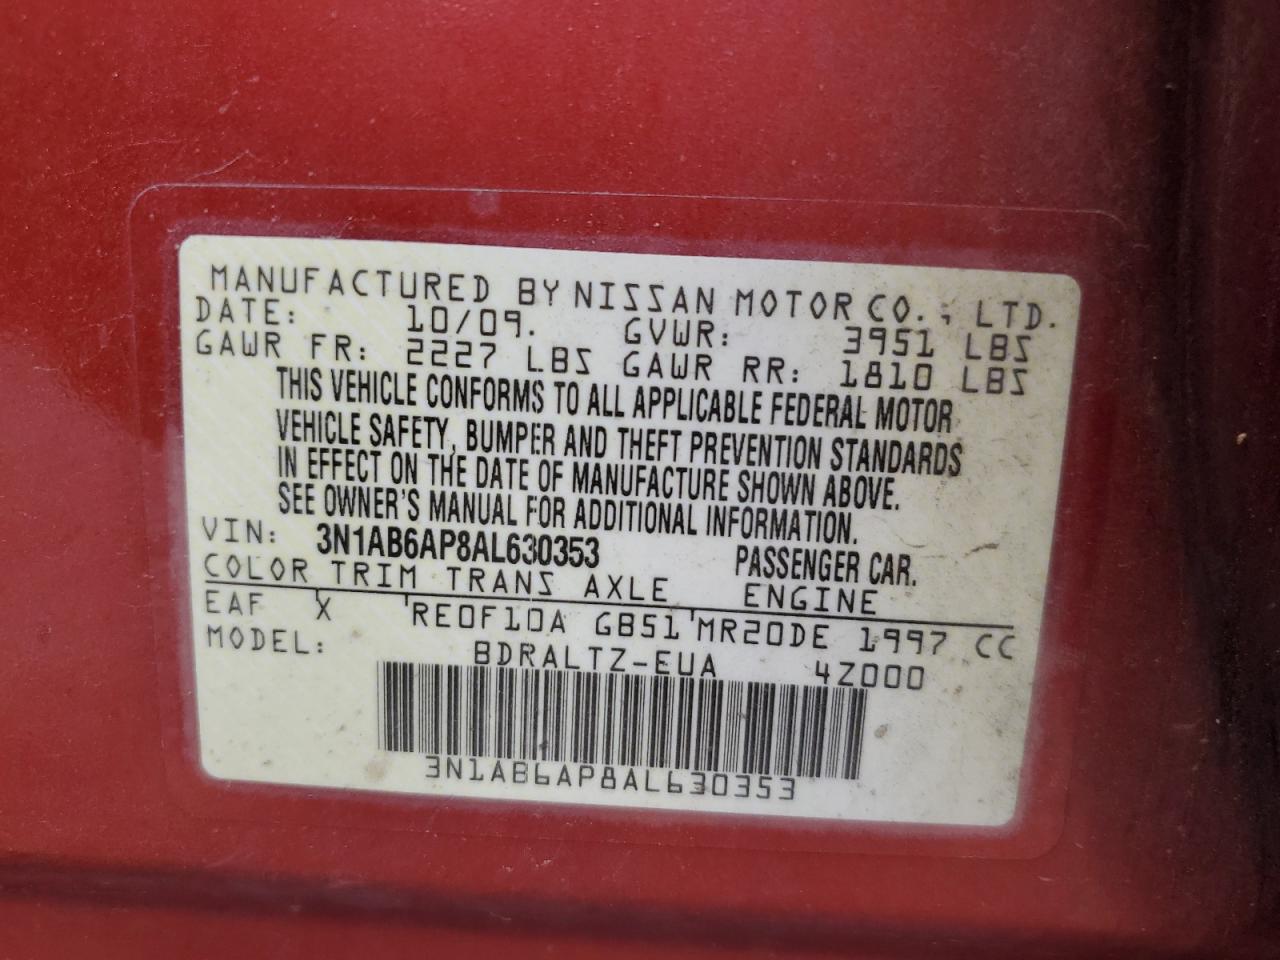 MANUFACTURED BY NISSAN MOTOR CO., LTD.
DATE: 10/09. GVWR: 3951 LBS
GAWR FR: 2227 LBS GAWR RR: 1810 LBS
THIS VEHICLE CONFORMS TO ALL APPLICABLE FEDERAL MOTOR
VEHICLE SAFETY, BUMPER AND THEFT PREVENTION STANDARDS
IN EFFECT ON THE DATE OF MANUFACTURE SHOWN ABOVE.
SEE OWNER'S MANUAL FOR ADDITIONAL INFORMATION.
VIN: 3N1AB6AP8AL630353 PASSENGER CAR.
COLOR TRIM TRANS AXLE ENGINE
EAF X RE0F10A GB51 MR20DE 1997 CC
MODEL: BDRALTZ-EUA 4Z000
3N1AB6AP8AL630353